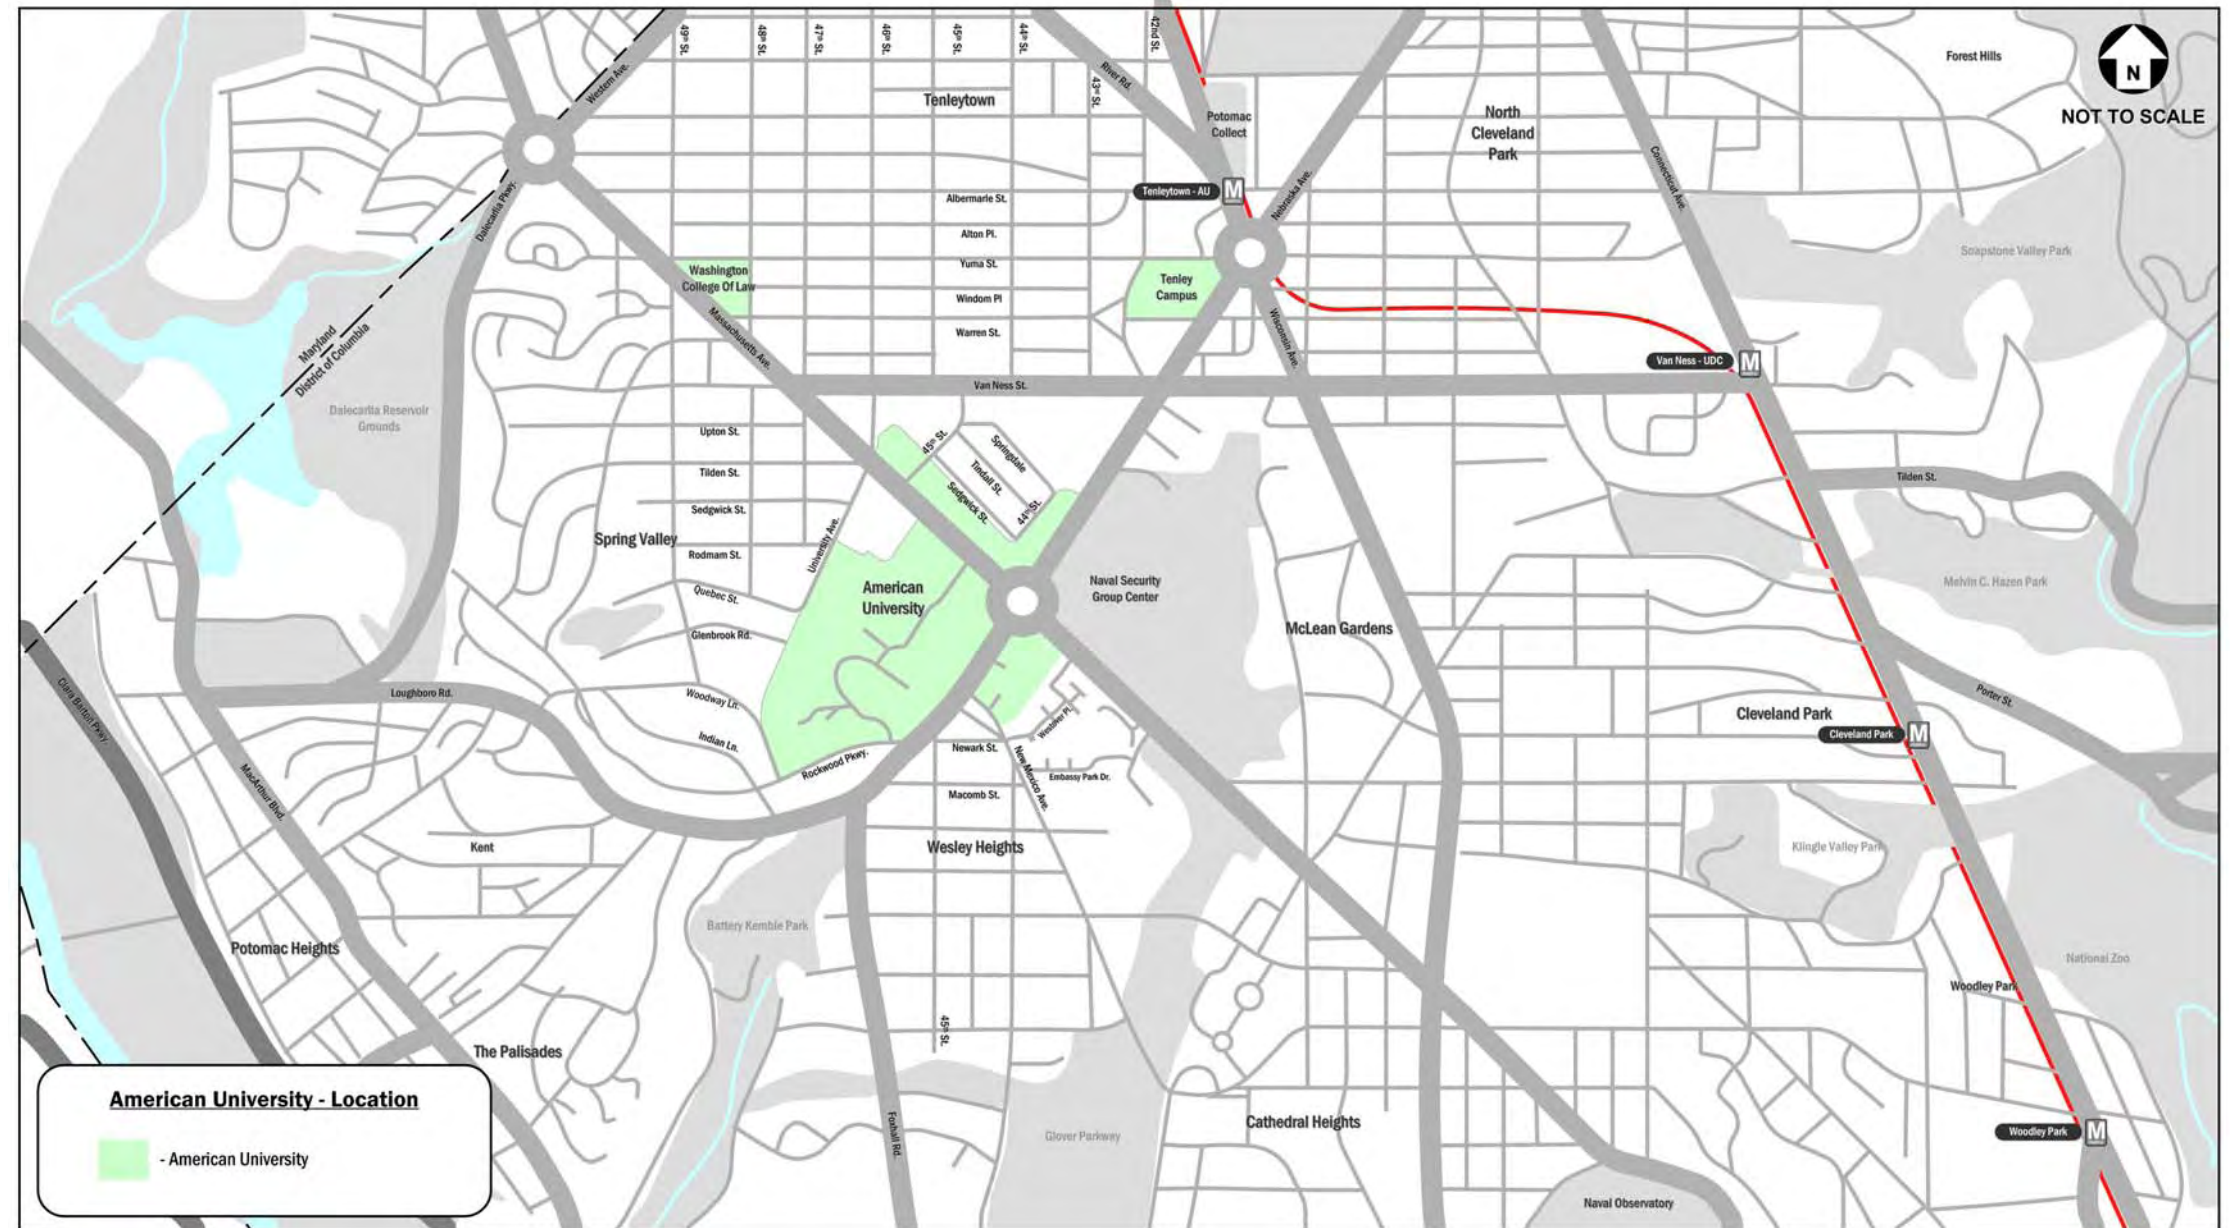 49th St.
48th St.
47th St.
46th St.
45th St.
44th St.
43rd St.
42nd St.
River Rd.
Western Ave.
Forest Hills
N
NOT TO SCALE
Tenleytown
Potomac
Collect
North
Cleveland
Park
Connecticut Ave.
Tenleytown - AU
M
Nebraska Ave.
Albermarle St.
Dalecarlia Pkwy.
Alton Pl.
Soapstone Valley Park
Yuma St.
Washington
College Of Law
Tenley
Campus
Windom Pl
Warren St.
Massachusetts Ave.
Wisconsin Ave.
Maryland
District of Columbia
Van Ness - UDC
M
Van Ness St.
Dalecarlia Reservoir
Grounds
Upton St.
45th St.
Springdale
Tindall St.
Sedgwick St.
44th St.
Tilden St.
Tilden St.
Sedgwick St.
Spring Valley
University Ave.
Rodmam St.
American
University
Naval Security
Group Center
Melvin C. Hazen Park
Quebec St.
Glenbrook Rd.
McLean Gardens
Clara Barton Pkwy.
Loughboro Rd.
Woodway Ln.
Porter St.
Cleveland Park
Cleveland Park
M
Indian Ln.
Westover Pl.
Newark St.
New Mexico Ave.
Rockwood Pkwy.
Embassy Park Dr.
MacArthur Blvd.
Macomb St.
Kent
Wesley Heights
Klingle Valley Park
Battery Kemble Park
Potomac Heights
National Zoo
Woodley Park
45th St.
The Palisades
American University - Location
- American University
Foxhall Rd.
Glover Parkway
Cathedral Heights
Woodley Park
M
Naval Observatory